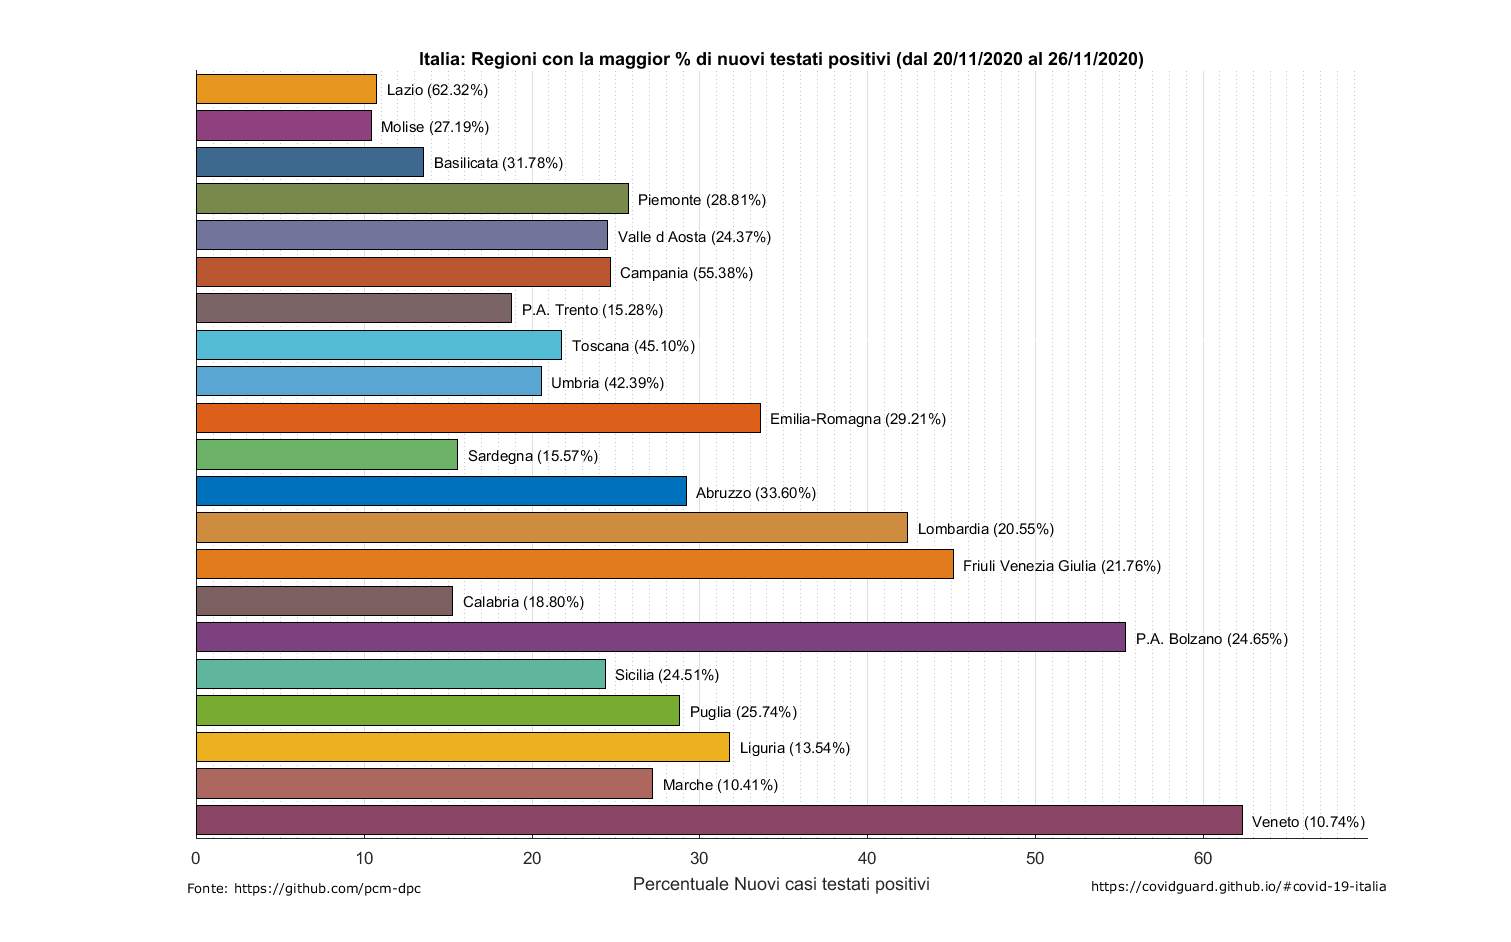 Italia: Regioni con la maggior % di nuovi testati positivi (dal 20/11/2020 al 26/11/2020)
Lazio (62.32%)
Molise (27.19%)
Basilicata (31.78%)
Piemonte (28.81%)
Valle d Aosta (24.37%)
Campania (55.38%)
P.A. Trento (15.28%)
Toscana (45.10%)
Umbria (42.39%)
Emilia-Romagna (29.21%)
Sardegna (15.57%)
Abruzzo (33.60%)
Lombardia (20.55%)
Friuli Venezia Giulia (21.76%)
Calabria (18.80%)
P.A. Bolzano (24.65%)
Sicilia (24.51%)
Puglia (25.74%)
Liguria (13.54%)
Marche (10.41%)
Veneto (10.74%)
0 10 20 30 40 50 60
Percentuale Nuovi casi testati positivi
Fonte: https://github.com/pcm-dpc
https://covidguard.github.io/#covid-19-italia